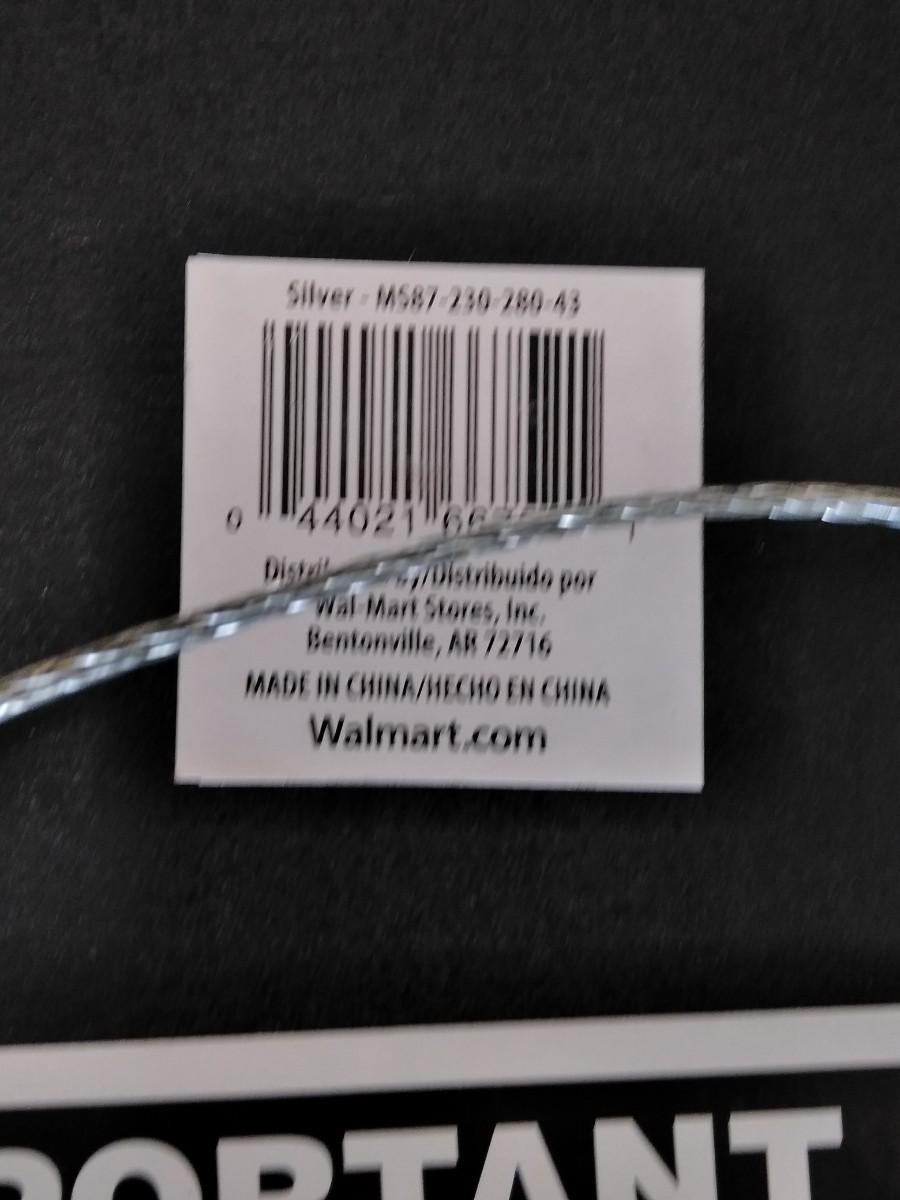 Silver - MS87-230-280-43
0 44021 66
by/Distribuido por
Wal-Mart Stores, Inc.
Bentonville, AR 72716
MADE IN CHINA/HECHO EN CHINA
Walmart.com